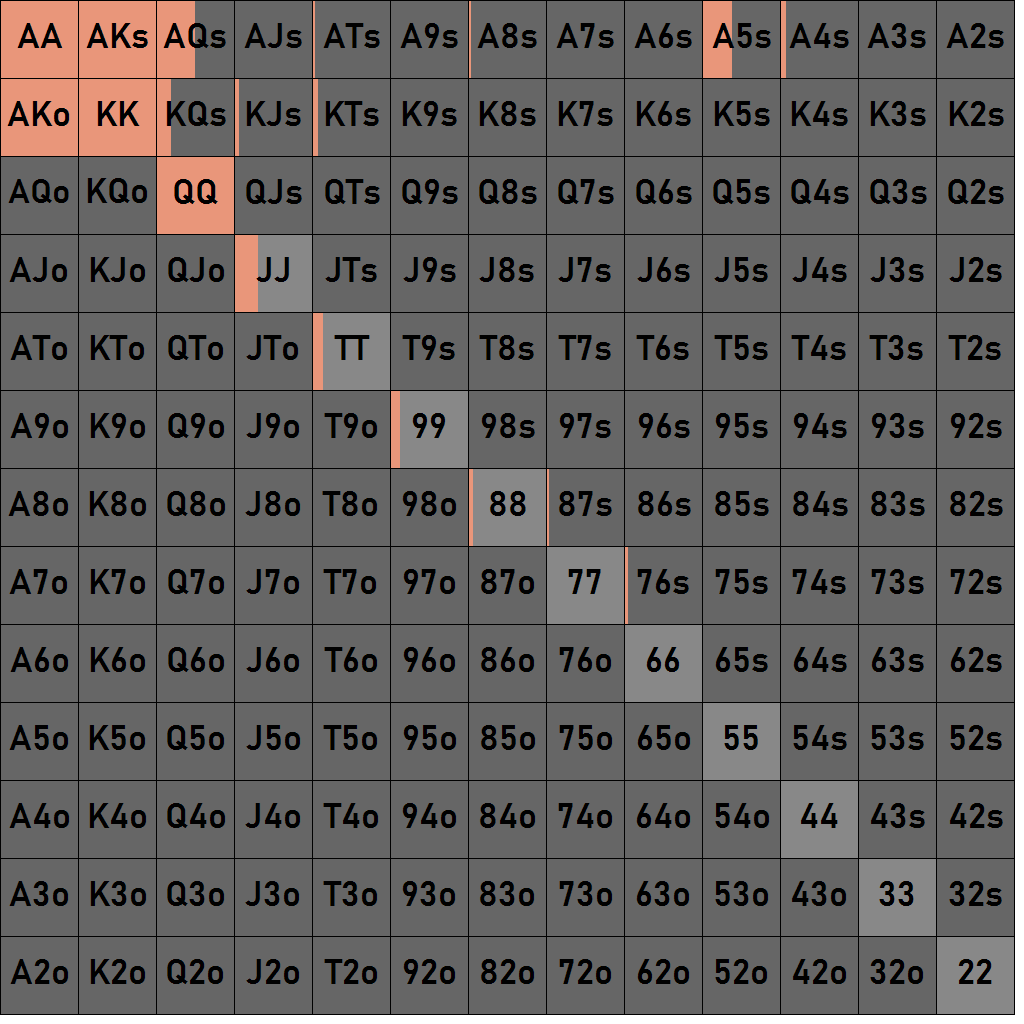 AA AKs AQs AJs ATs A9s A8s A7s A6s A5s A4s A3s A2s
AKo KK KQs KJs KTs K9s K8s K7s K6s K5s K4s K3s K2s
AQo KQo QQ QJs QTs Q9s Q8s Q7s Q6s Q5s Q4s Q3s Q2s
AJo KJo QJo JJ JTs J9s J8s J7s J6s J5s J4s J3s J2s
ATo KTo QTo JTo TT T9s T8s T7s T6s T5s T4s T3s T2s
A9o K9o Q9o J9o T9o 99 98s 97s 96s 95s 94s 93s 92s
A8o K8o Q8o J8o T8o 98o 88 87s 86s 85s 84s 83s 82s
A7o K7o Q7o J7o T7o 97o 87o 77 76s 75s 74s 73s 72s
A6o K6o Q6o J6o T6o 96o 86o 76o 66 65s 64s 63s 62s
A5o K5o Q5o J5o T5o 95o 85o 75o 65o 55 54s 53s 52s
A4o K4o Q4o J4o T4o 94o 84o 74o 64o 54o 44 43s 42s
A3o K3o Q3o J3o T3o 93o 83o 73o 63o 53o 43o 33 32s
A2o K2o Q2o J2o T2o 92o 82o 72o 62o 52o 42o 32o 22